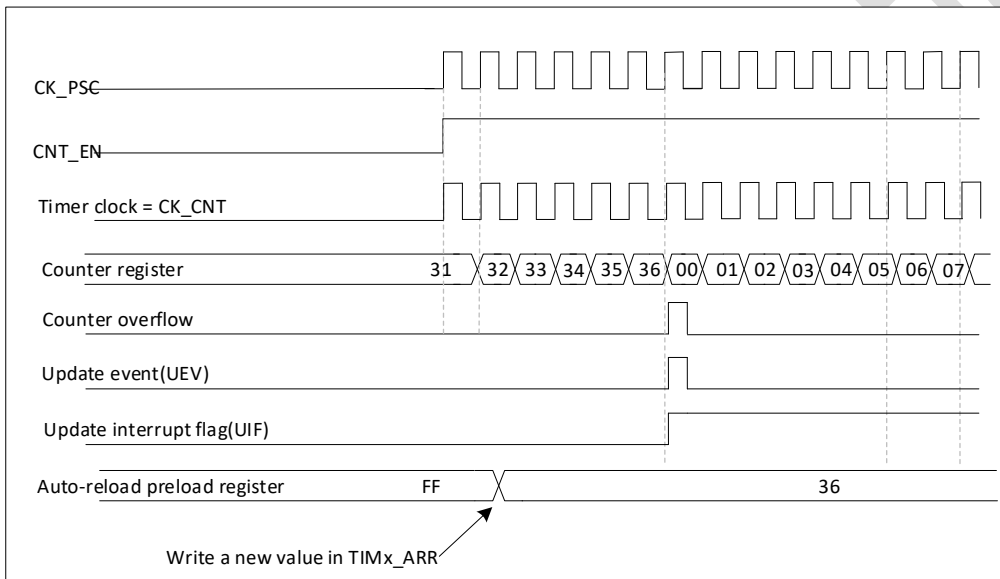 CK_PSC
CNT_EN
Timer clock = CK_CNT
Counter register 31 32 33 34 35 36 00 01 02 03 04 05 06 07
Counter overflow
Update event(UEV)
Update interrupt flag(UIF)
Auto-reload preload register FF 36
Write a new value in TIMx_ARR